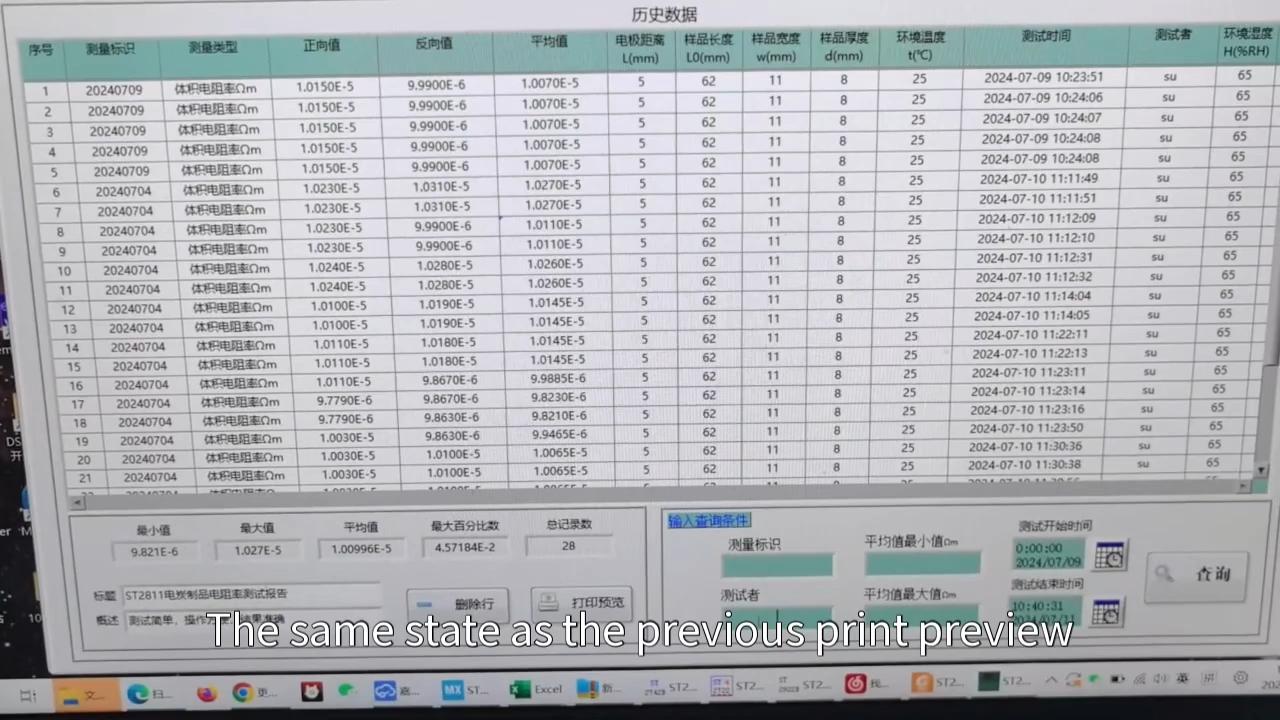 历史数据
序号 测量标识 测量类型 正向值 反向值 平均值 电极距离 L(mm) 样品长度 L0(mm) 样品宽度 w(mm) 样品厚度 d(mm) 环境温度 t(℃) 测试时间 测试者 环境湿度 H(%RH)
1 20240709 体积电阻率Ωm 1.0150E-5 9.9900E-6 1.0070E-5 5 62 11 8 25 2024-07-09 10:23:51 su 65
2 20240709 体积电阻率Ωm 1.0150E-5 9.9900E-6 1.0070E-5 5 62 11 8 25 2024-07-09 10:24:06 su 65
3 20240709 体积电阻率Ωm 1.0150E-5 9.9900E-6 1.0070E-5 5 62 11 8 25 2024-07-09 10:24:07 su 65
4 20240709 体积电阻率Ωm 1.0150E-5 9.9900E-6 1.0070E-5 5 62 11 8 25 2024-07-09 10:24:08 su 65
5 20240709 体积电阻率Ωm 1.0150E-5 9.9900E-6 1.0070E-5 5 62 11 8 25 2024-07-09 10:24:08 su 65
6 20240704 体积电阻率Ωm 1.0230E-5 1.0310E-5 1.0270E-5 5 62 11 8 25 2024-07-10 11:11:49 su 65
7 20240704 体积电阻率Ωm 1.0230E-5 1.0310E-5 1.0270E-5 5 62 11 8 25 2024-07-10 11:11:51 su 65
8 20240704 体积电阻率Ωm 1.0230E-5 9.9900E-6 1.0110E-5 5 62 11 8 25 2024-07-10 11:12:09 su 65
9 20240704 体积电阻率Ωm 1.0230E-5 9.9900E-6 1.0110E-5 5 62 11 8 25 2024-07-10 11:12:10 su 65
10 20240704 体积电阻率Ωm 1.0240E-5 1.0280E-5 1.0260E-5 5 62 11 8 25 2024-07-10 11:12:31 su 65
11 20240704 体积电阻率Ωm 1.0240E-5 1.0280E-5 1.0260E-5 5 62 11 8 25 2024-07-10 11:12:32 su 65
12 20240704 体积电阻率Ωm 1.0100E-5 1.0190E-5 1.0145E-5 5 62 11 8 25 2024-07-10 11:14:04 su 65
13 20240704 体积电阻率Ωm 1.0100E-5 1.0190E-5 1.0145E-5 5 62 11 8 25 2024-07-10 11:14:05 su 65
14 20240704 体积电阻率Ωm 1.0110E-5 1.0180E-5 1.0145E-5 5 62 11 8 25 2024-07-10 11:22:11 su 65
15 20240704 体积电阻率Ωm 1.0110E-5 1.0180E-5 1.0145E-5 5 62 11 8 25 2024-07-10 11:22:13 su 65
16 20240704 体积电阻率Ωm 1.0110E-5 9.8670E-6 9.9885E-6 5 62 11 8 25 2024-07-10 11:23:11 su 65
17 20240704 体积电阻率Ωm 9.7790E-6 9.8670E-6 9.8230E-6 5 62 11 8 25 2024-07-10 11:23:14 su 65
18 20240704 体积电阻率Ωm 9.7790E-6 9.8630E-6 9.8210E-6 5 62 11 8 25 2024-07-10 11:23:16 su 65
19 20240704 体积电阻率Ωm 1.0030E-5 9.8630E-6 9.9465E-6 5 62 11 8 25 2024-07-10 11:23:50 su 65
20 20240704 体积电阻率Ωm 1.0030E-5 1.0100E-5 1.0065E-5 5 62 11 8 25 2024-07-10 11:30:36 su 65
21 20240704 体积电阻率Ωm 1.0030E-5 1.0100E-5 1.0065E-5 5 62 11 8 25 2024-07-10 11:30:38 su 65
最小值 最大值 平均值 最大百分比数 总记录数
9.821E-6 1.027E-5 1.00996E-5 4.57184E-2 28
标题 ST2811电炭制品电阻率测试报告
概述 测试简单，操作 结果准确
删除行 打印预览
输入查询条件
测量标识 平均值最小值Ωm
测试者 平均值最大值Ωm
测试开始时间
0:00:00
2024/07/09
测试结束时间
10:40:31
2024/07/11
查询
The same state as the previous print preview
文... 扫... 更... 嘉... ST... Excel 新... ST2... ST2... ST2... 我... ST2... ST2... 英 拼